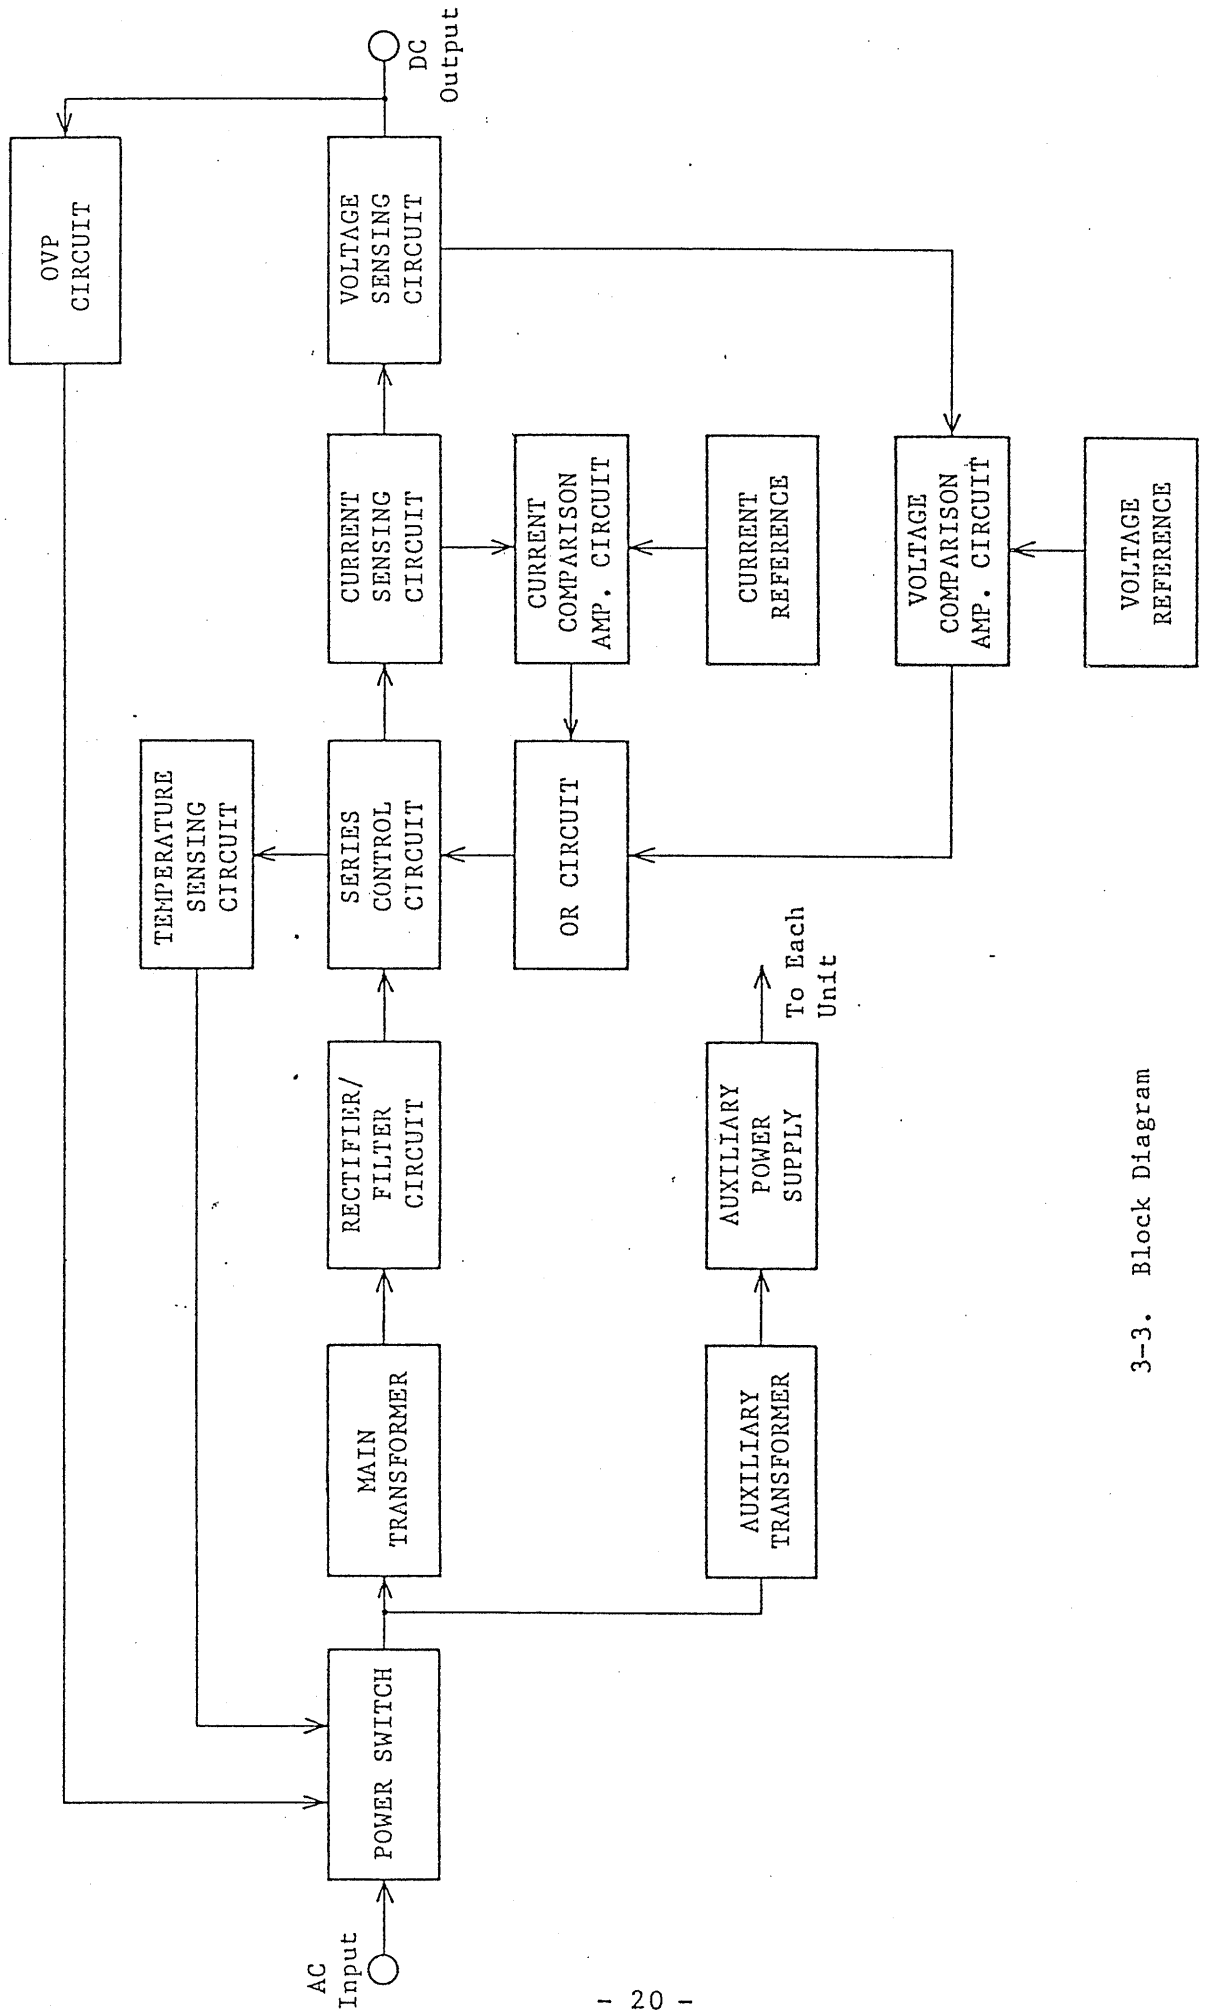 OVP
CIRCUIT
TEMPERATURE
SENSING
CIRCUIT
AC
Input
POWER SWITCH
MAIN
TRANSFORMER
RECTIFIER/
FILTER
CIRCUIT
SERIES
CONTROL
CIRCUIT
CURRENT
SENSING
CIRCUIT
VOLTAGE
SENSING
CIRCUIT
DC
Output
OR CIRCUIT
CURRENT
COMPARISON
AMP. CIRCUIT
AUXILIARY
TRANSFORMER
AUXILIARY
POWER
SUPPLY
To Each
Unit
CURRENT
REFERENCE
VOLTAGE
COMPARISON
AMP. CIRCUIT
VOLTAGE
REFERENCE
3-3. Block Diagram
- 20 -